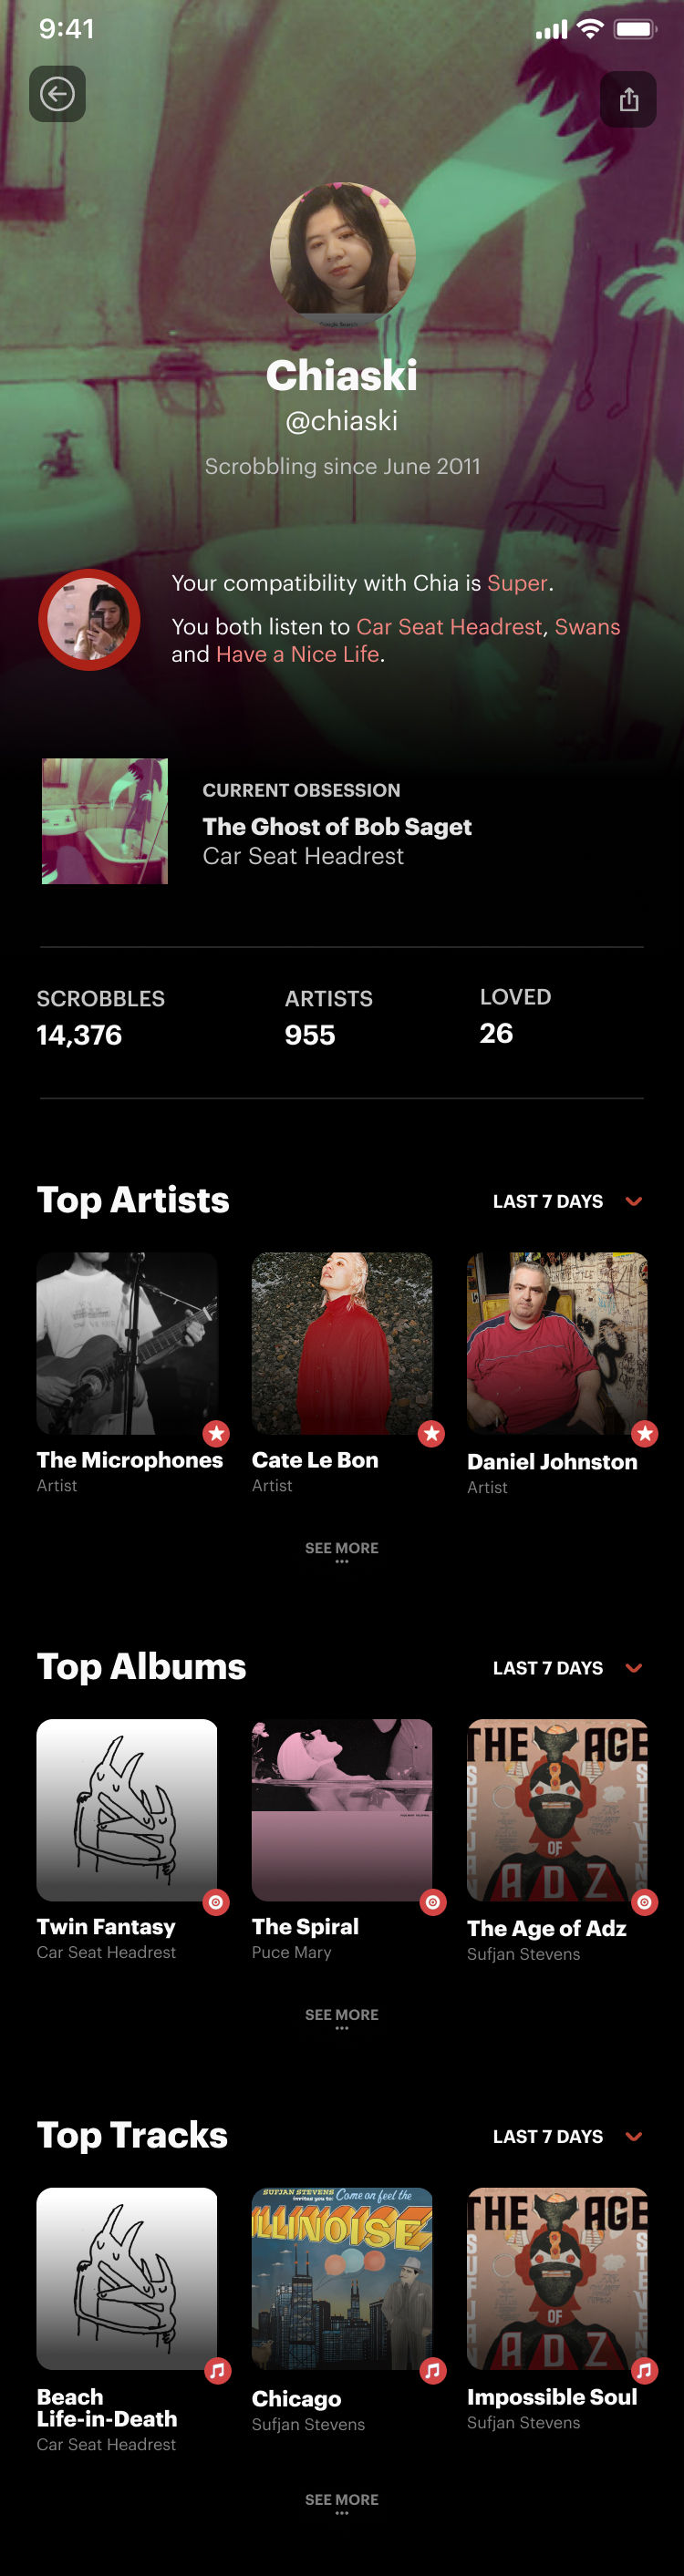 9:41
Chiaski
@chiaski
Scrobbling since June 2011
Your compatibility with Chia is Super.
You both listen to Car Seat Headrest, Swans
and Have a Nice Life.
CURRENT OBSESSION
The Ghost of Bob Saget
Car Seat Headrest
SCROBBLES
14,376
ARTISTS
955
LOVED
26
Top Artists
LAST 7 DAYS
The Microphones
Artist
Cate Le Bon
Artist
Daniel Johnston
Artist
SEE MORE
...
Top Albums
LAST 7 DAYS
THE AGE
SUFJAN
STEVENS
OF
ADZ
Twin Fantasy
Car Seat Headrest
The Spiral
Puce Mary
The Age of Adz
Sufjan Stevens
SEE MORE
...
Top Tracks
LAST 7 DAYS
SUFJAN STEVENS
invites you to: Come on feel the
ILLINOISE
THE AGE
OF
ADZ
Beach
Life-in-Death
Car Seat Headrest
Chicago
Sufjan Stevens
Impossible Soul
Sufjan Stevens
SEE MORE
...